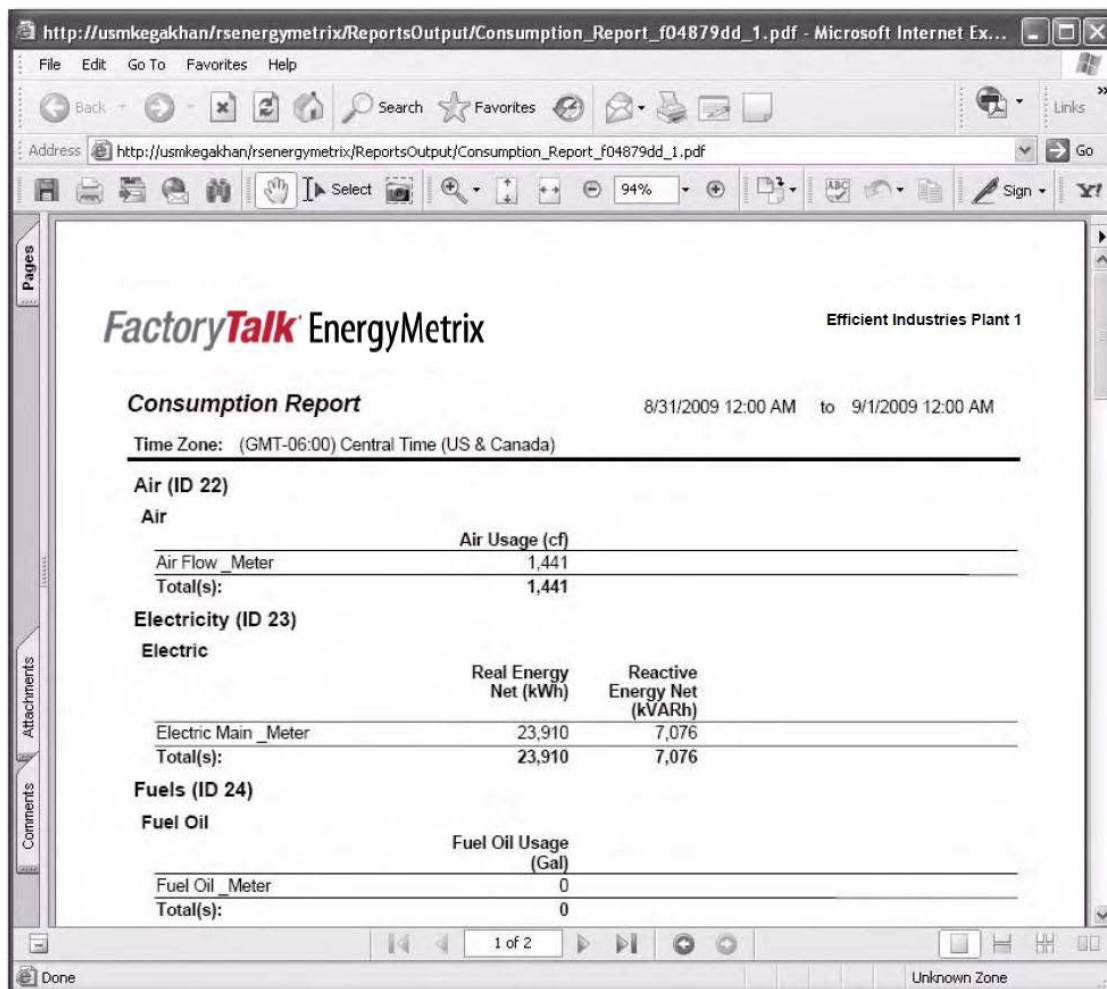 http://usmkegakhan/rsenergymetrix/ReportsOutput/Consumption_Report_f04879dd_1.pdf - Microsoft Internet Ex...
File Edit Go To Favorites Help
Back Search Favorites Links
Address http://usmkegakhan/rsenergymetrix/ReportsOutput/Consumption_Report_f04879dd_1.pdf Go
Select 94% Sign Y!
Pages
FactoryTalk EnergyMetrix
Efficient Industries Plant 1
Consumption Report 8/31/2009 12:00 AM to 9/1/2009 12:00 AM
Time Zone: (GMT-06:00) Central Time (US & Canada)
Air (ID 22)
Air
Air Usage (cf)
Air Flow _Meter 1,441
Total(s): 1,441
Electricity (ID 23)
Electric
Real Energy Reactive
Net (kWh) Energy Net
(kVARh)
Electric Main _Meter 23,910 7,076
Total(s): 23,910 7,076
Fuels (ID 24)
Fuel Oil
Fuel Oil Usage
(Gal)
Fuel Oil _Meter 0
Total(s): 0
Attachments
Comments
1 of 2
Done Unknown Zone